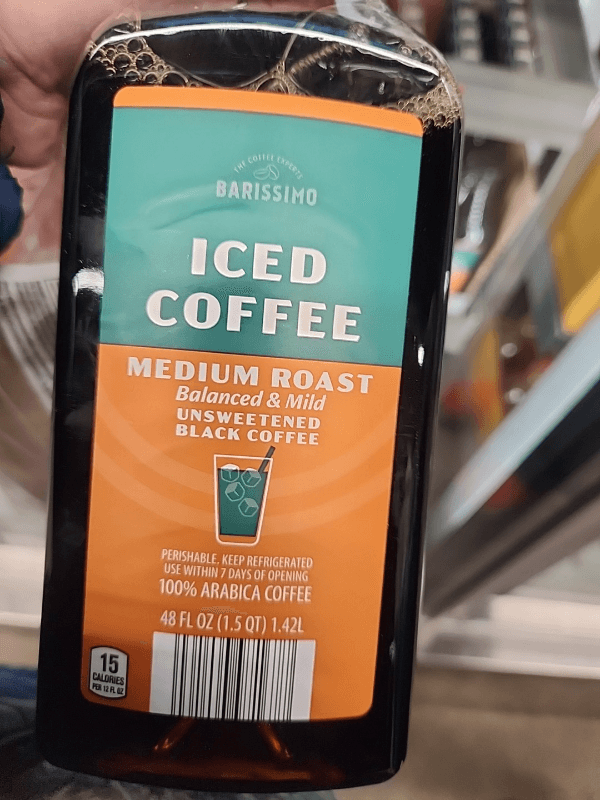 THE COFFEE EXPERTS
BARISSIMO
ICED
COFFEE
MEDIUM ROAST
Balanced & Mild
UNSWEETENED
BLACK COFFEE
PERISHABLE. KEEP REFRIGERATED
USE WITHIN 7 DAYS OF OPENING
100% ARABICA COFFEE
48 FL OZ (1.5 QT) 1.42L
15
CALORIES
PER 12 FL OZ